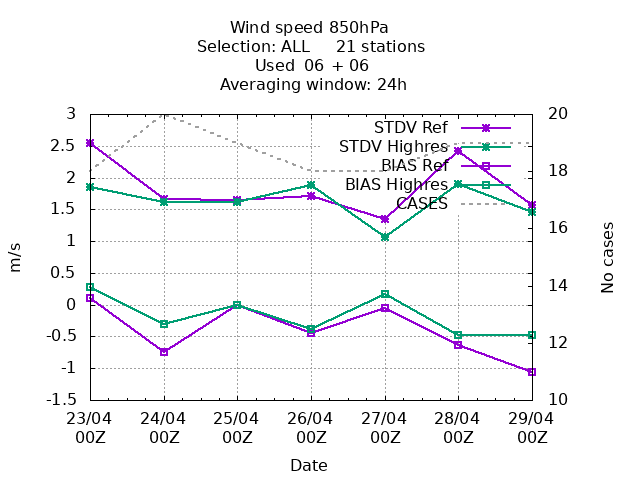 Wind speed 850hPa
Selection: ALL 21 stations
Used 06 + 06
Averaging window: 24h
3
2.5
2
1.5
1
0.5
0
-0.5
-1
-1.5
m/s
20
18
16
14
12
10
No cases
STDV Ref
STDV Highres
BIAS Ref
BIAS Highres
CASES
23/04 24/04 25/04 26/04 27/04 28/04 29/04
00Z 00Z 00Z 00Z 00Z 00Z 00Z
Date